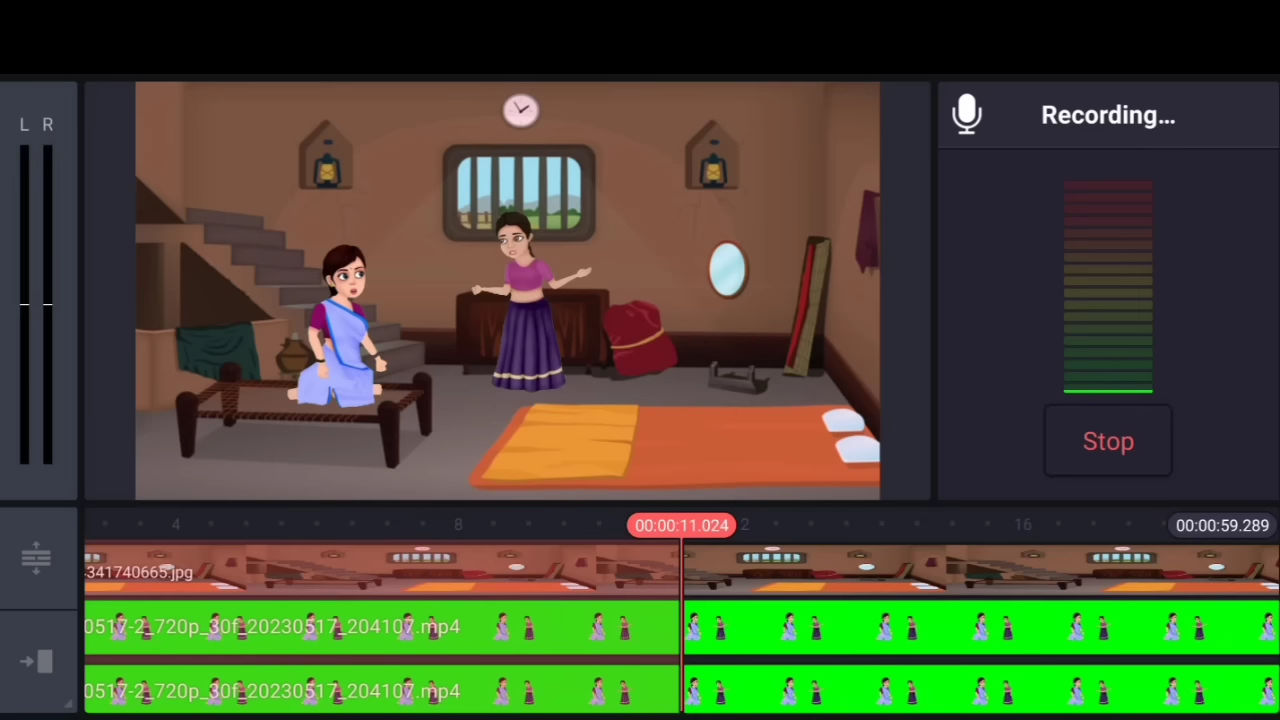 L R
Recording...
Stop
4
8
00:00:11.024
2
16
00:00:59.289
341740665.jpg
0517-2_720p_30f_20230517_204107.mp4
0517-2_720p_30f_20230517_204107.mp4